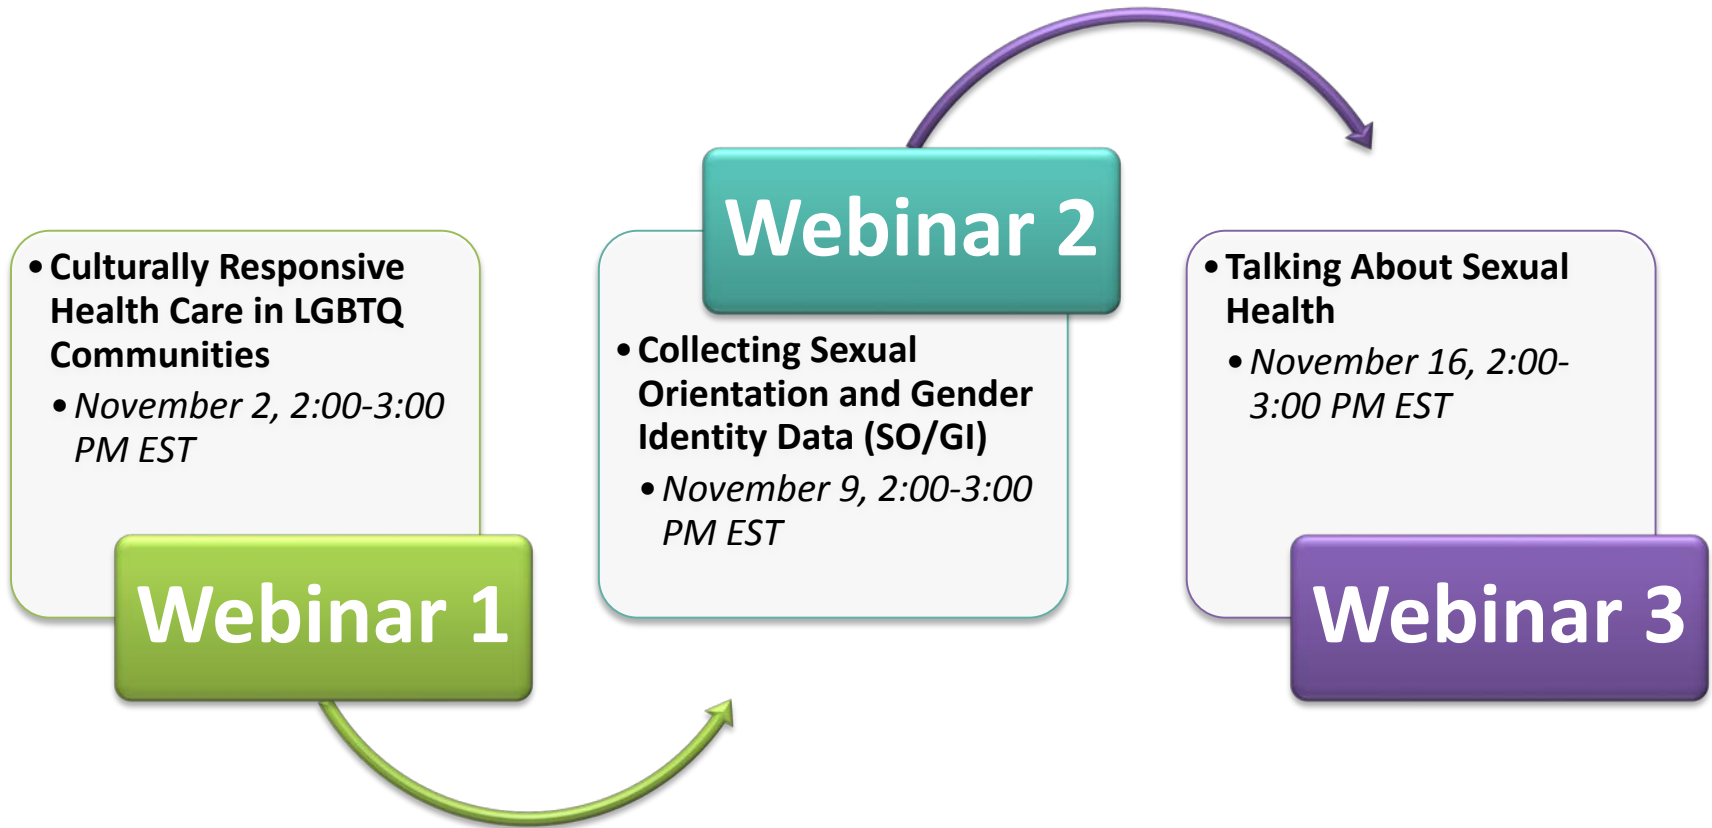 •Culturally Responsive
Health Care in LGBTQ
Communities
•November 2, 2:00-3:00
PM EST
Webinar 1
Webinar 2
•Collecting Sexual
Orientation and Gender
Identity Data (SO/GI)
•November 9, 2:00-3:00
PM EST
•Talking About Sexual
Health
•November 16, 2:00-
3:00 PM EST
Webinar 3